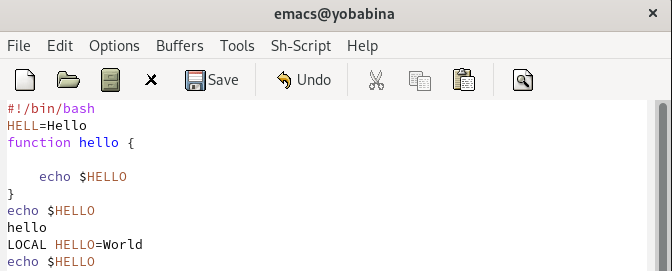 emacs@yobabina
File Edit Options Buffers Tools Sh-Script Help
Save Undo
#!/bin/bash
HELL=Hello
function hello {
    echo $HELLO
}
echo $HELLO
hello
LOCAL HELLO=World
echo $HELLO